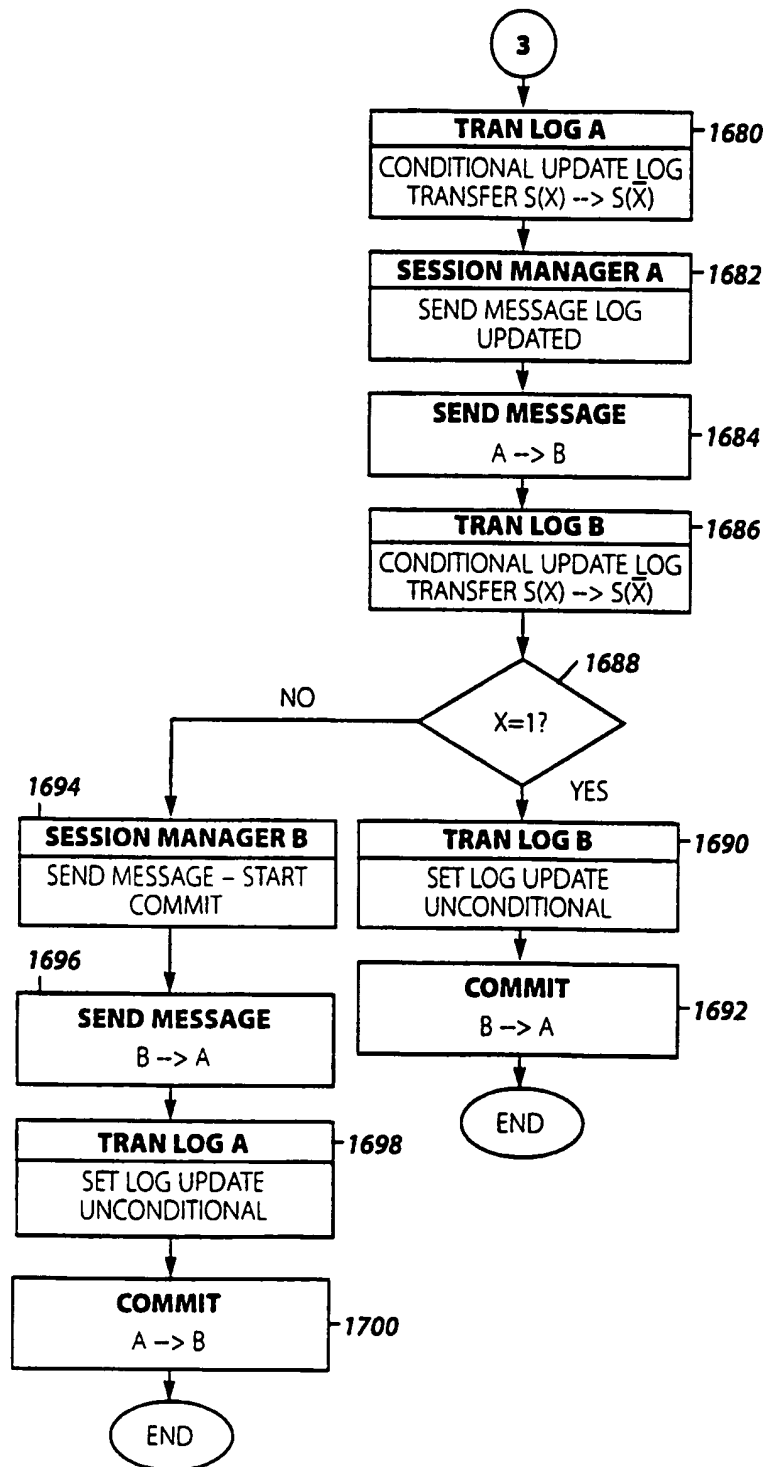 3
TRAN LOG A
1680
CONDITIONAL UPDATE LOG
TRANSFER S(X) --> S(X̅)
SESSION MANAGER A
1682
SEND MESSAGE LOG
UPDATED
SEND MESSAGE
1684
A --> B
TRAN LOG B
1686
CONDITIONAL UPDATE LOG
TRANSFER S(X) --> S(X̅)
1688
X=1?
NO
YES
1694
SESSION MANAGER B
SEND MESSAGE – START
COMMIT
1696
SEND MESSAGE
B --> A
TRAN LOG A
1698
SET LOG UPDATE
UNCONDITIONAL
COMMIT
1700
A --> B
END
TRAN LOG B
1690
SET LOG UPDATE
UNCONDITIONAL
COMMIT
1692
B --> A
END